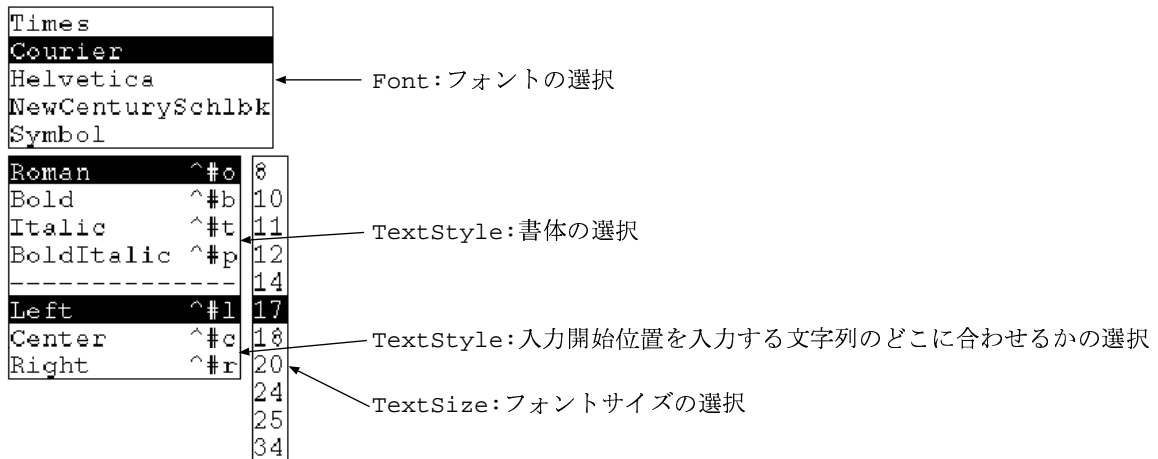 Times
Courier
Helvetica
NewCenturySchlbk
Symbol
Font:フォントの選択
Roman ^#o
Bold ^#b
Italic ^#t
BoldItalic ^#p
--------------
Left ^#l
Center ^#c
Right ^#r
8
10
11
12
14
17
18
20
24
25
34
TextStyle:書体の選択
TextStyle:入力開始位置を入力する文字列のどこに合わせるかの選択
TextSize:フォントサイズの選択